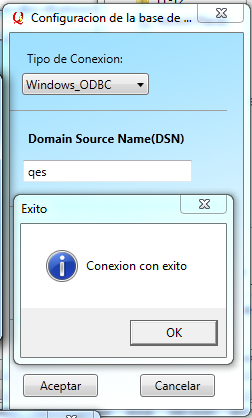 Configuracion de la base de ...
Tipo de Conexion:
Windows_ODBC
Domain Source Name(DSN)
qes
Exito
Conexion con exito
OK
Aceptar
Cancelar